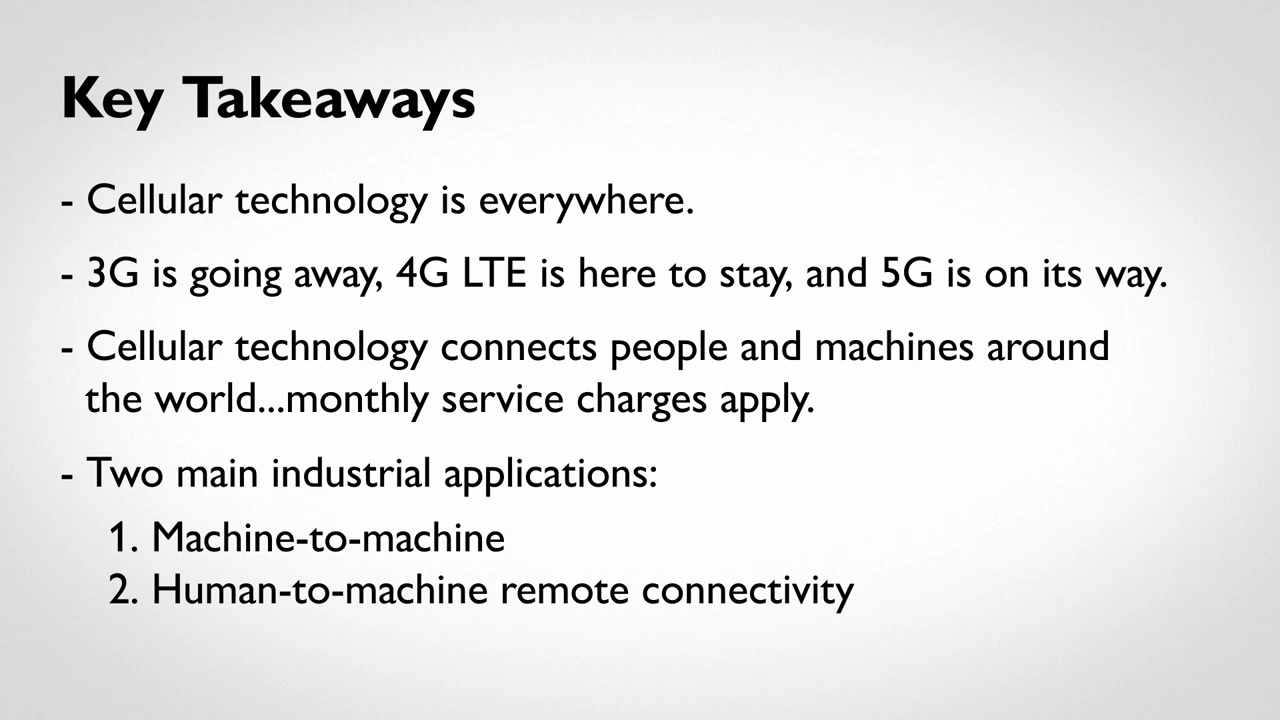 Key Takeaways
- Cellular technology is everywhere.
- 3G is going away, 4G LTE is here to stay, and 5G is on its way.
- Cellular technology connects people and machines around
the world...monthly service charges apply.
- Two main industrial applications:
1. Machine-to-machine
2. Human-to-machine remote connectivity